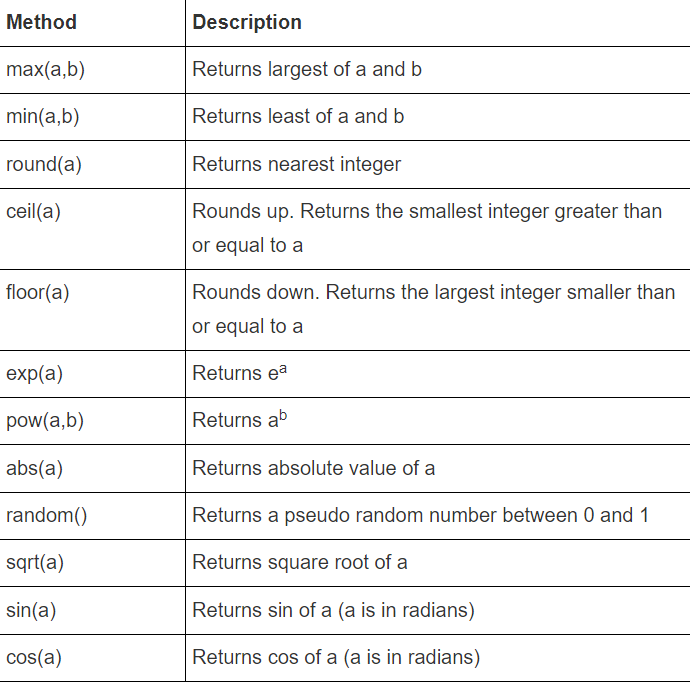 Method Description
max(a,b) Returns largest of a and b
min(a,b) Returns least of a and b
round(a) Returns nearest integer
ceil(a) Rounds up. Returns the smallest integer greater than
or equal to a
floor(a) Rounds down. Returns the largest integer smaller than
or equal to a
exp(a) Returns eᵃ
pow(a,b) Returns aᵇ
abs(a) Returns absolute value of a
random() Returns a pseudo random number between 0 and 1
sqrt(a) Returns square root of a
sin(a) Returns sin of a (a is in radians)
cos(a) Returns cos of a (a is in radians)